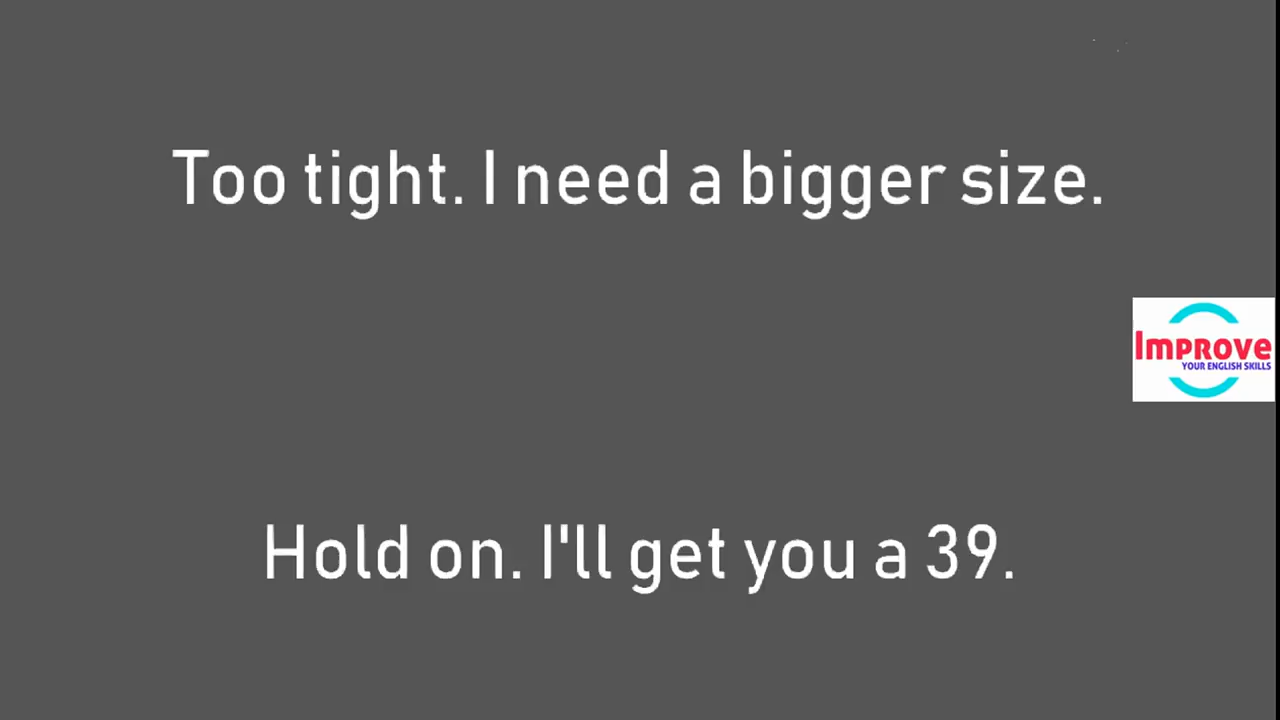 Too tight. I need a bigger size.
Improve
YOUR ENGLISH SKILLS
Hold on. I'll get you a 39.